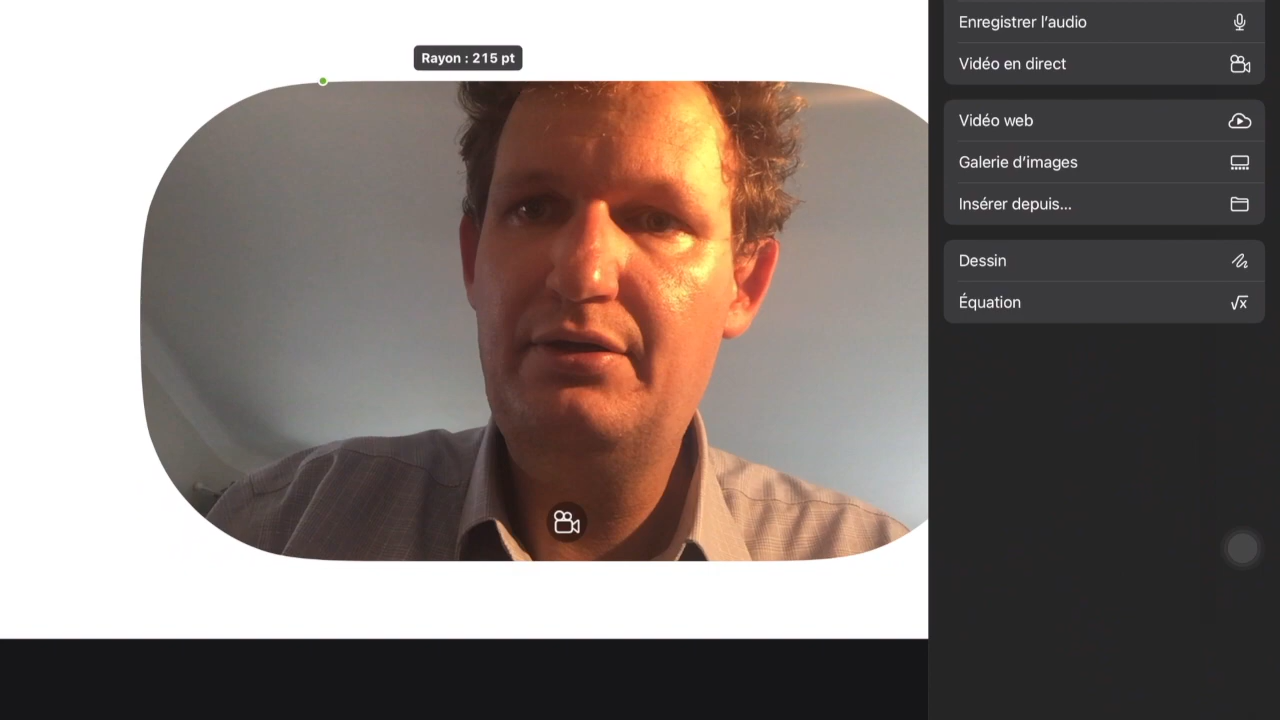 Rayon : 215 pt
Enregistrer l’audio
Vidéo en direct
Vidéo web
Galerie d’images
Insérer depuis...
Dessin
Équation